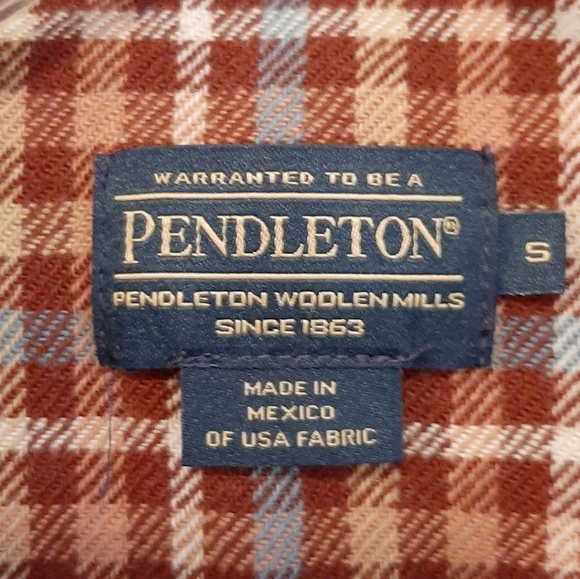 WARRANTED TO BE A
PENDLETON®
S
PENDLETON WOOLEN MILLS
SINCE 1863
MADE IN
MEXICO
OF USA FABRIC